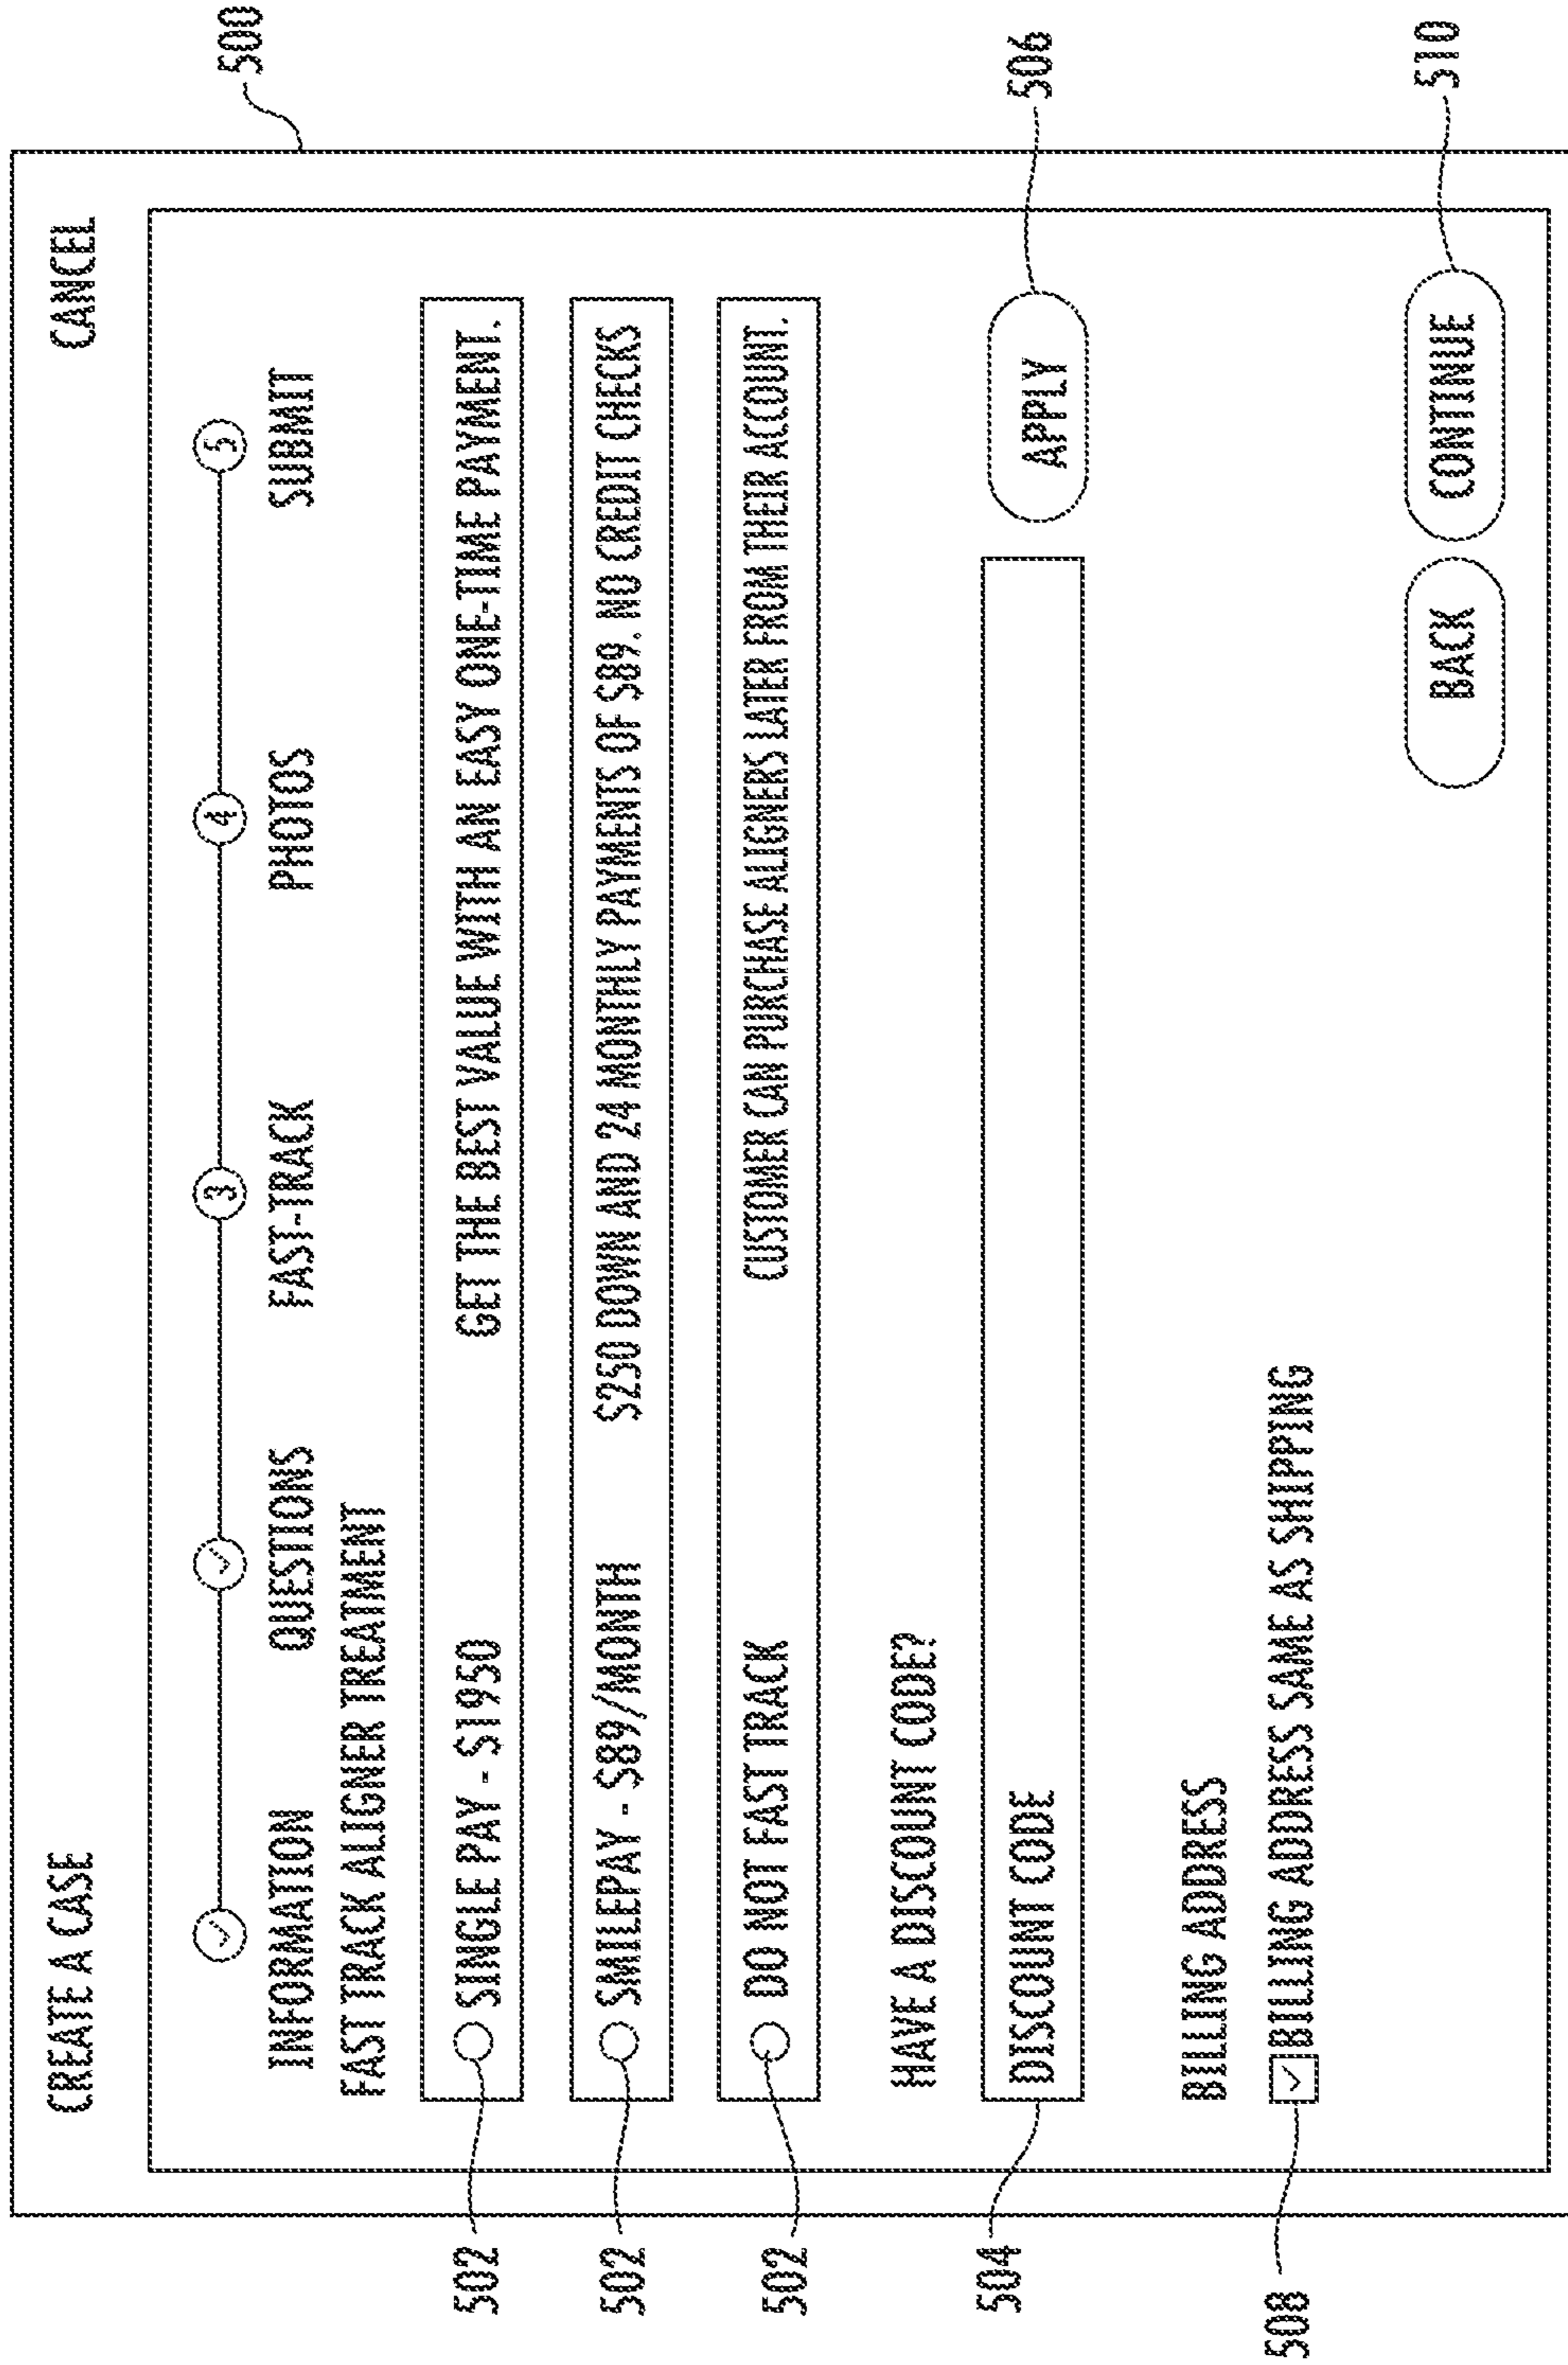 CREATE A CASE CANCEL
500
3 4 5
INFORMATION QUESTIONS FAST-TRACK PHOTOS SUBMIT
FAST TRACK ALIGNER TREATMENT
502 SINGLE PAY - $1950 GET THE BEST VALUE WITH AN EASY ONE-TIME PAYMENT.
502 SMILEPAY - $89/MONTH $250 DOWN AND 24 MONTHLY PAYMENTS OF $89. NO CREDIT CHECKS
502 DO NOT FAST TRACK CUSTOMER CAN PURCHASE ALIGNERS LATER FROM THEIR ACCOUNT.
HAVE A DISCOUNT CODE?
504 DISCOUNT CODE APPLY 506
BILLING ADDRESS
508 BILLING ADDRESS SAME AS SHIPPING
BACK CONTINUE 510